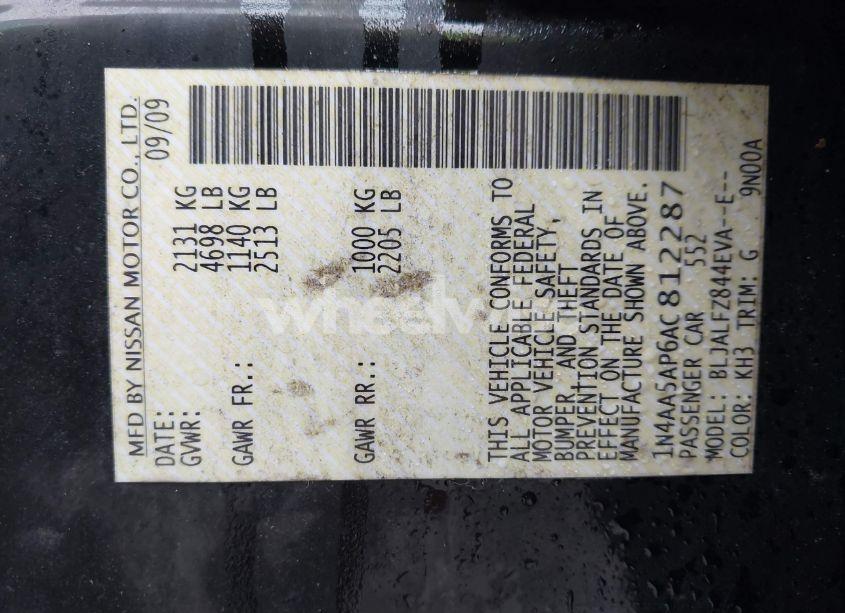 MFD BY NISSAN MOTOR CO., LTD.
DATE: 09/09
GVWR: 2131 KG
4698 LB
GAWR FR.: 1140 KG
2513 LB
GAWR RR.: 1000 KG
2205 LB
THIS VEHICLE CONFORMS TO
ALL APPLICABLE FEDERAL
MOTOR VEHICLE SAFETY,
BUMPER, AND THEFT
PREVENTION STANDARDS IN
EFFECT ON THE DATE OF
MANUFACTURE SHOWN ABOVE.
1N4AA5AP6AC812287
PASSENGER CAR 552
MODEL: BLJALFZ844EVA--E--
COLOR: KH3 TRIM: G 9N00A